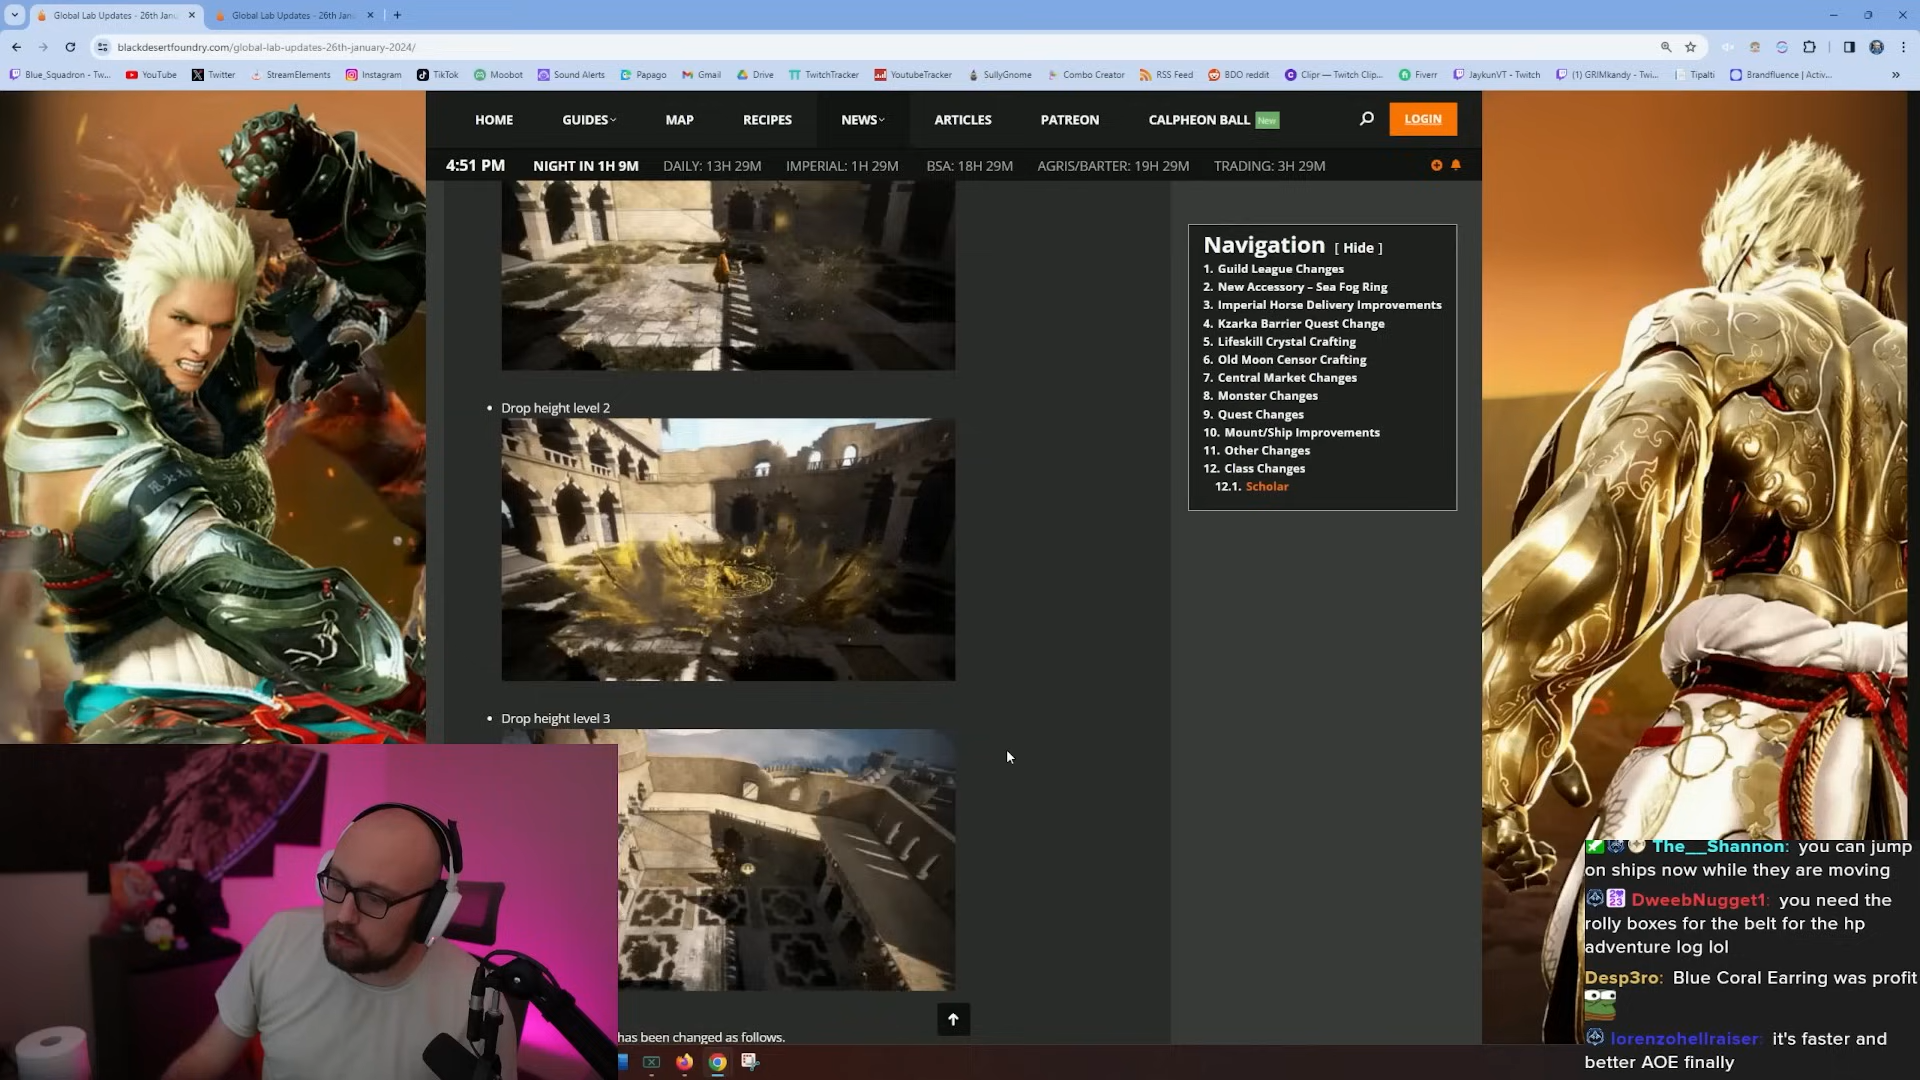 Global Lab Updates - 26th Janu
Global Lab Updates - 26th Janu
blackdesertfoundry.com/global-lab-updates-26th-january-2024/
Blue_Squadron - Tw... YouTube Twitter StreamElements Instagram TikTok Moobot Sound Alerts Papago Gmail Drive TwitchTracker YoutubeTracker SullyGnome Combo Creator RSS Feed BDO reddit Clipr — Twitch Clip... Fiverr JaykunVT - Twitch (1) GRIMkandy - Twi... Tipalti Brandfluence | Activ...
HOME GUIDES MAP RECIPES NEWS ARTICLES PATREON CALPHEON BALL New LOGIN
4:51 PM NIGHT IN 1H 9M DAILY: 13H 29M IMPERIAL: 1H 29M BSA: 18H 29M AGRIS/BARTER: 19H 29M TRADING: 3H 29M
• Drop height level 2
• Drop height level 3
has been changed as follows.
Navigation [ Hide ]
1. Guild League Changes
2. New Accessory – Sea Fog Ring
3. Imperial Horse Delivery Improvements
4. Kzarka Barrier Quest Change
5. Lifeskill Crystal Crafting
6. Old Moon Censor Crafting
7. Central Market Changes
8. Monster Changes
9. Quest Changes
10. Mount/Ship Improvements
11. Other Changes
12. Class Changes
12.1. Scholar
The__Shannon: you can jump
on ships now while they are moving
DweebNugget1: you need the
rolly boxes for the belt for the hp
adventure log lol
Desp3ro: Blue Coral Earring was profit
lorenzohellraiser: it's faster and
better AOE finally